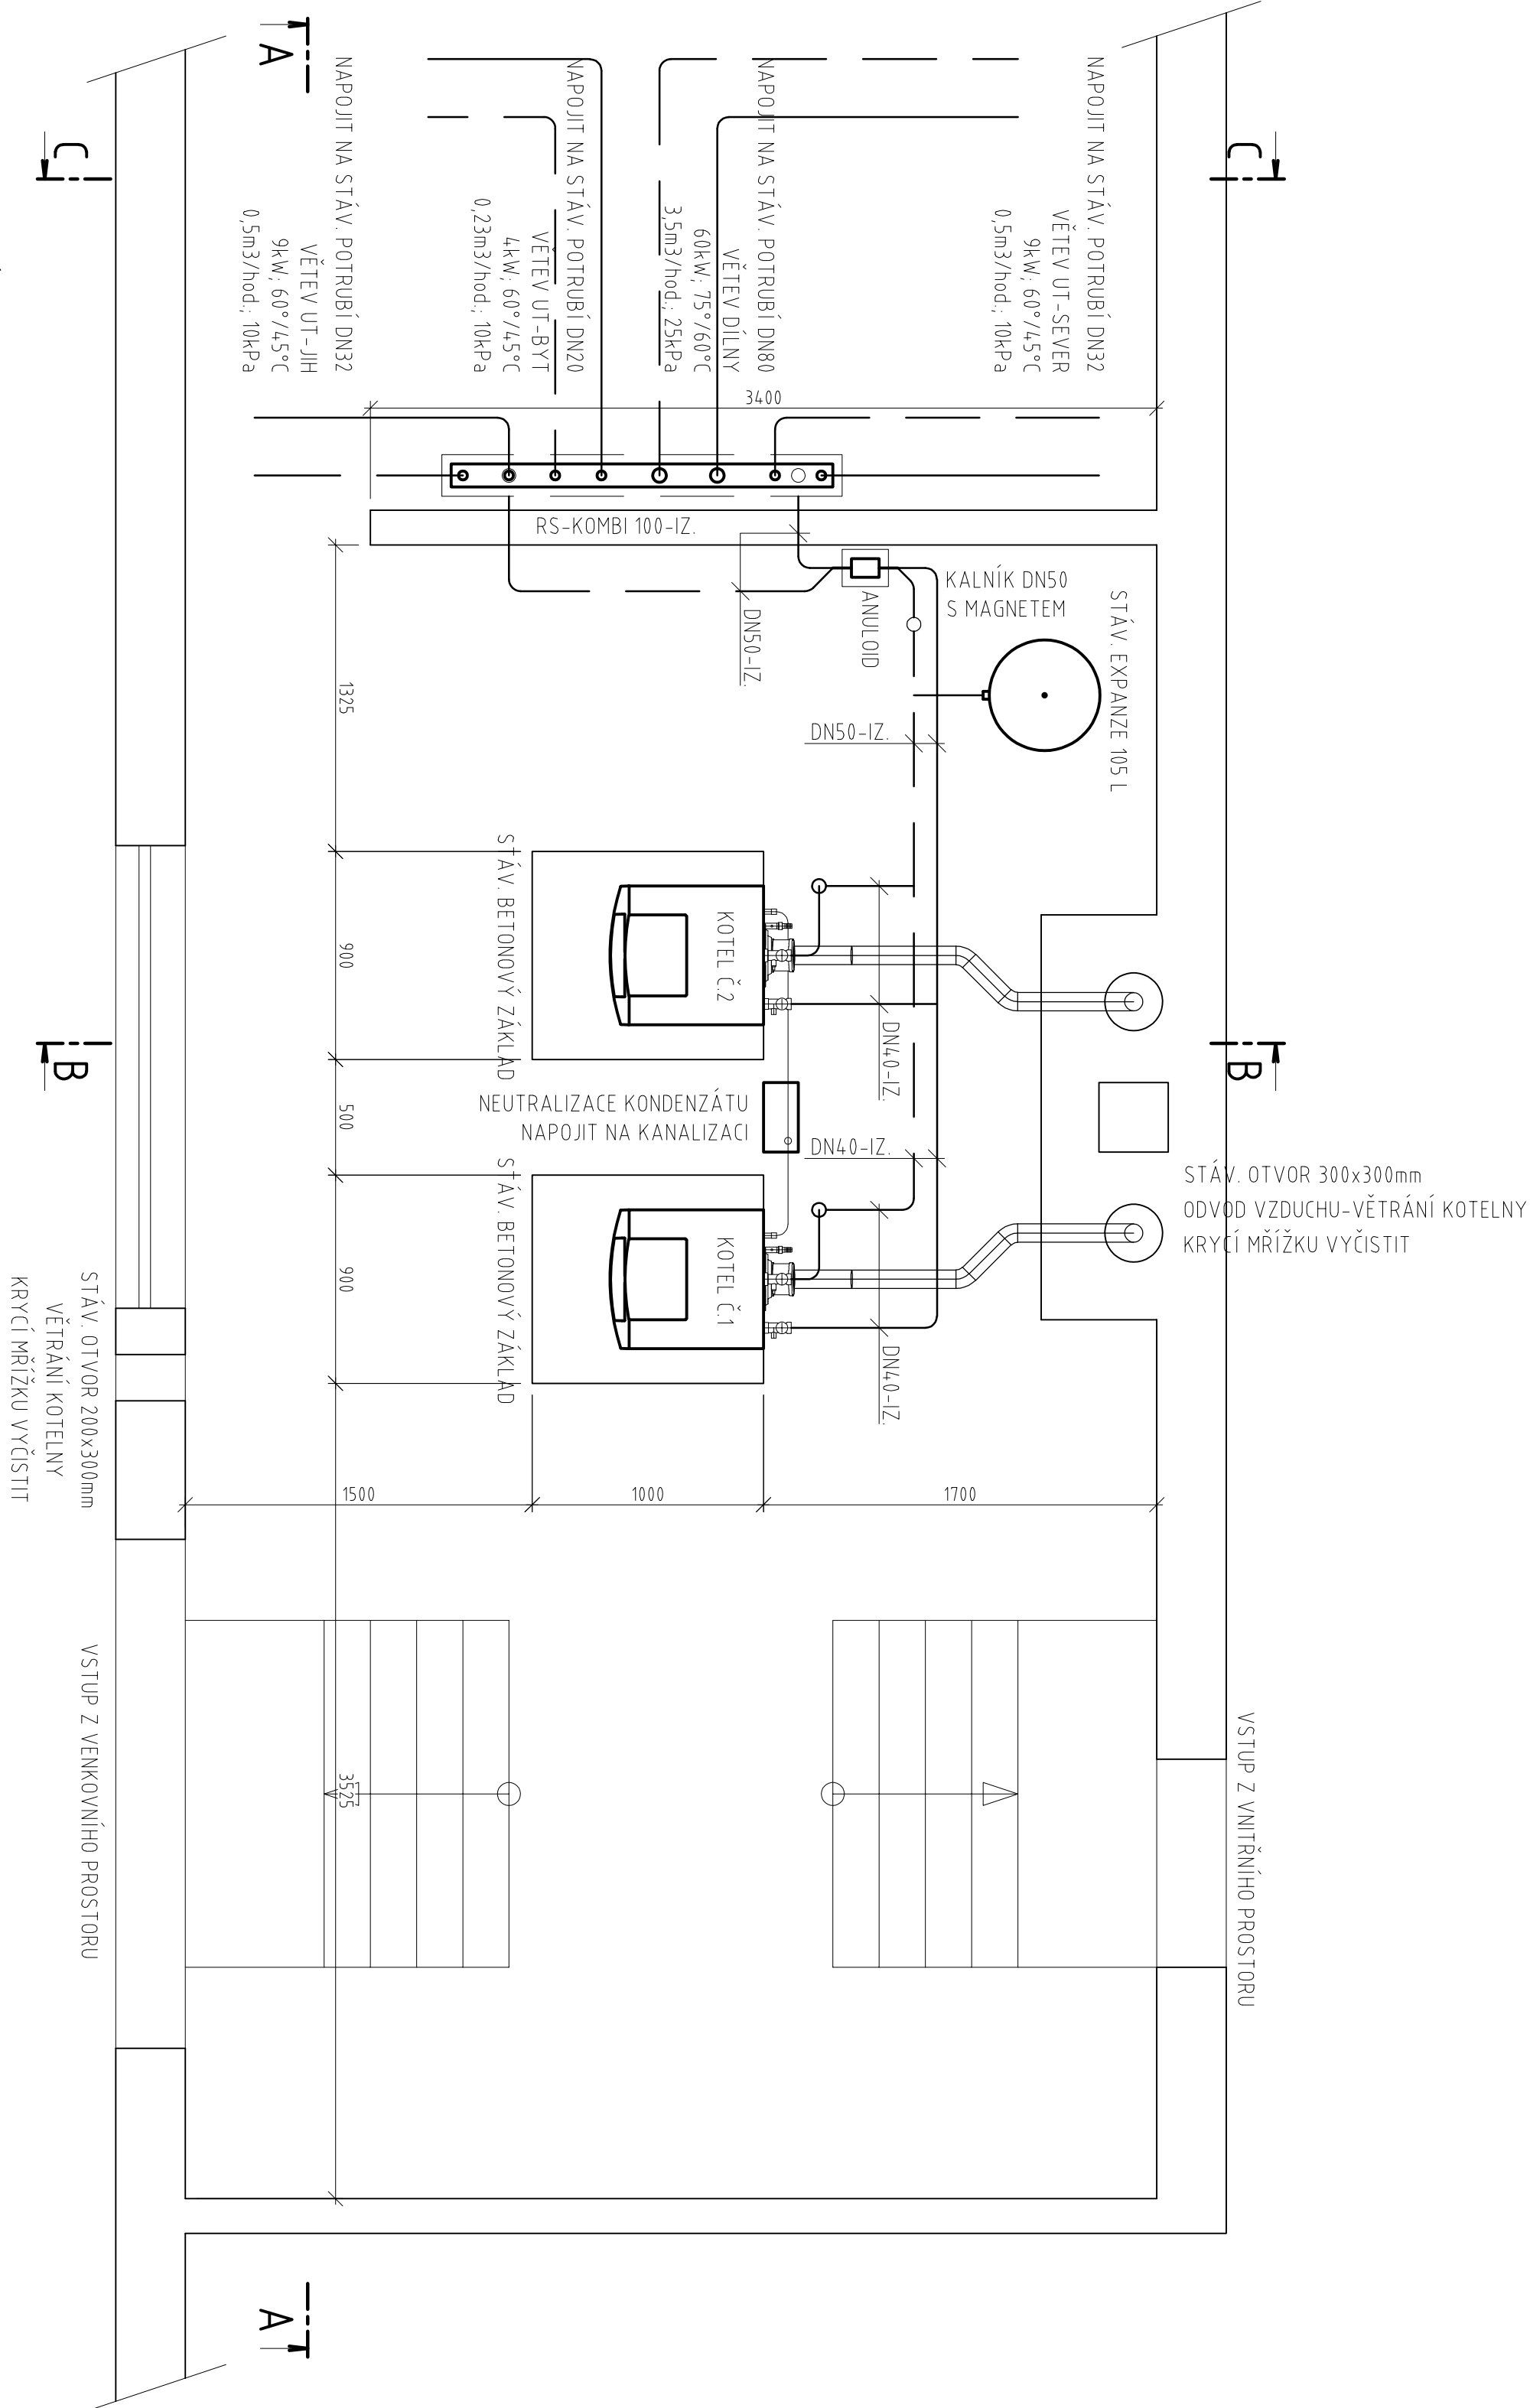 A
C
C
NAPOJIT NA STÁV. POTRUBÍ DN32
VĚTEV UT-JIH
9kW; 60°/45°C
0,5m3/hod.; 10kPa
NAPOJIT NA STÁV. POTRUBÍ DN20
VĚTEV UT-BYT
4kW; 60°/45°C
0,23m3/hod.; 10kPa
NAPOJIT NA STÁV. POTRUBÍ DN80
VĚTEV DÍLNY
60kW; 75°/60°C
3,5m3/hod.; 25kPa
NAPOJIT NA STÁV. POTRUBÍ DN32
VĚTEV UT-SEVER
9kW; 60°/45°C
0,5m3/hod.; 10kPa
3400
RS-KOMBI 100-IZ.
DN50-IZ.
ANULOID
KALNÍK DN50
S MAGNETEM
STÁV. EXPANZE 105 L
1325
DN50-IZ.
STÁV. BETONOVÝ ZÁKLAD
900
KOTEL Č.2
DN40-IZ.
B
B
500
NEUTRALIZACE KONDENZÁTU
NAPOJIT NA KANALIZACI
DN40-IZ.
STÁV. OTVOR 300x300mm
ODVOD VZDUCHU-VĚTRÁNÍ KOTELNY
KRYCÍ MŘÍŽKU VYČISTIT
STÁV. BETONOVÝ ZÁKLAD
900
KOTEL Č.1
DN40-IZ.
STÁV. OTVOR 200x300mm
VĚTRÁNÍ KOTELNY
KRYCÍ MŘÍŽKU VYČISTIT
1500
1000
1700
VSTUP Z VENKOVNÍHO PROSTORU
3525
VSTUP Z VNITŘNÍHO PROSTORU
A